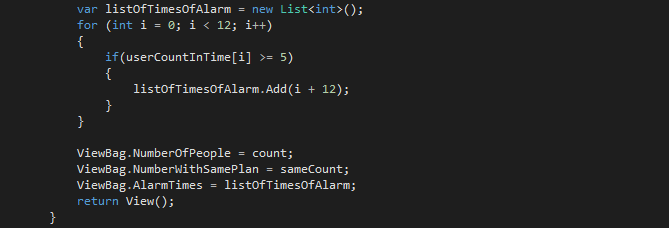 var listOfTimesOfAlarm = new List<int>();
for (int i = 0; i < 12; i++)
{
if(userCountInTime[i] >= 5)
{
listOfTimesOfAlarm.Add(i + 12);
}
}
ViewBag.NumberOfPeople = count;
ViewBag.NumberWithSamePlan = sameCount;
ViewBag.AlarmTimes = listOfTimesOfAlarm;
return View();
}